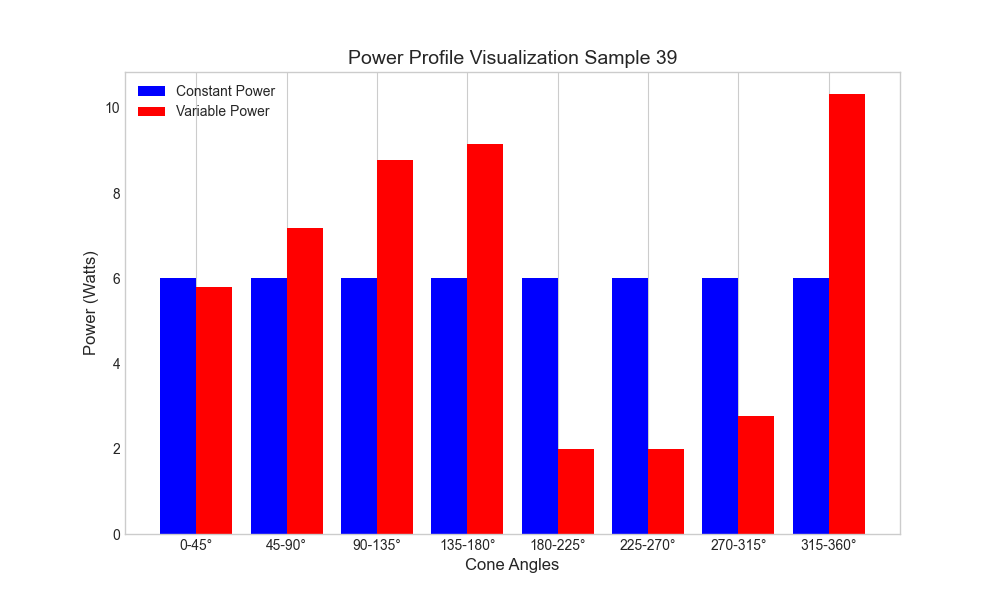 Power Profile Visualization Sample 39
Constant Power
Variable Power
Power (Watts)
10
8
6
4
2
0
0-45° 45-90° 90-135° 135-180° 180-225° 225-270° 270-315° 315-360°
Cone Angles